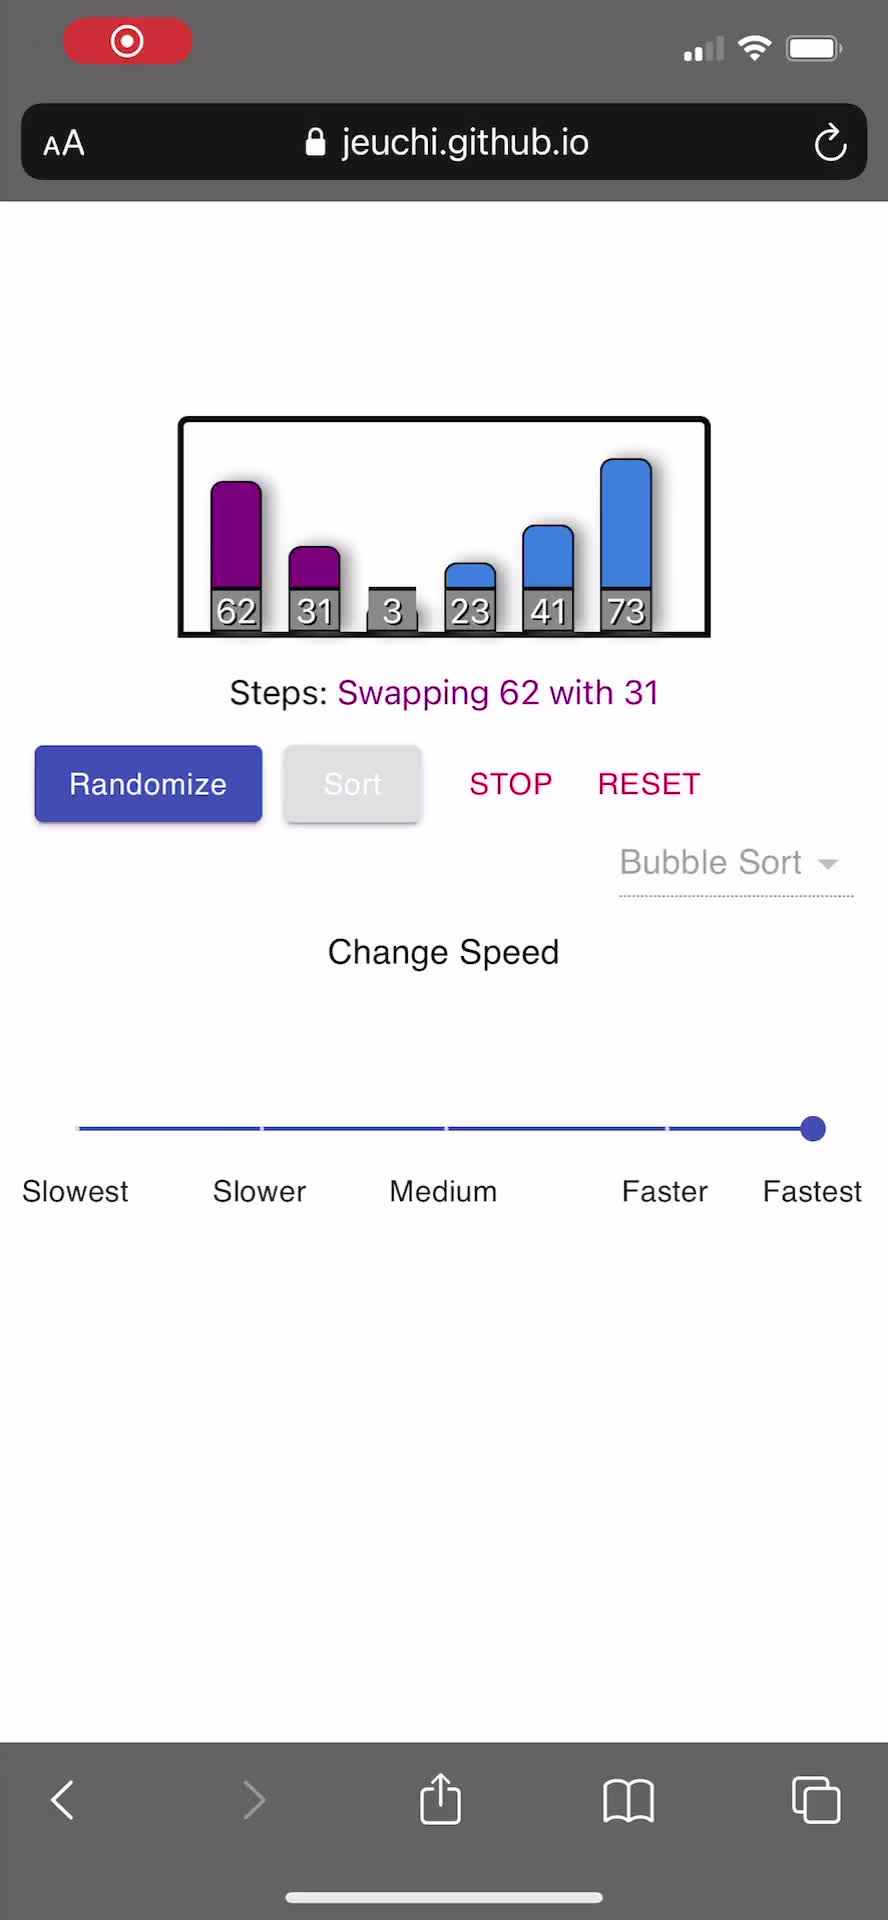 AA jeuchi.github.io
62 31 3 23 41 73
Steps: Swapping 62 with 31
Randomize Sort STOP RESET
Bubble Sort
Change Speed
Slowest Slower Medium Faster Fastest